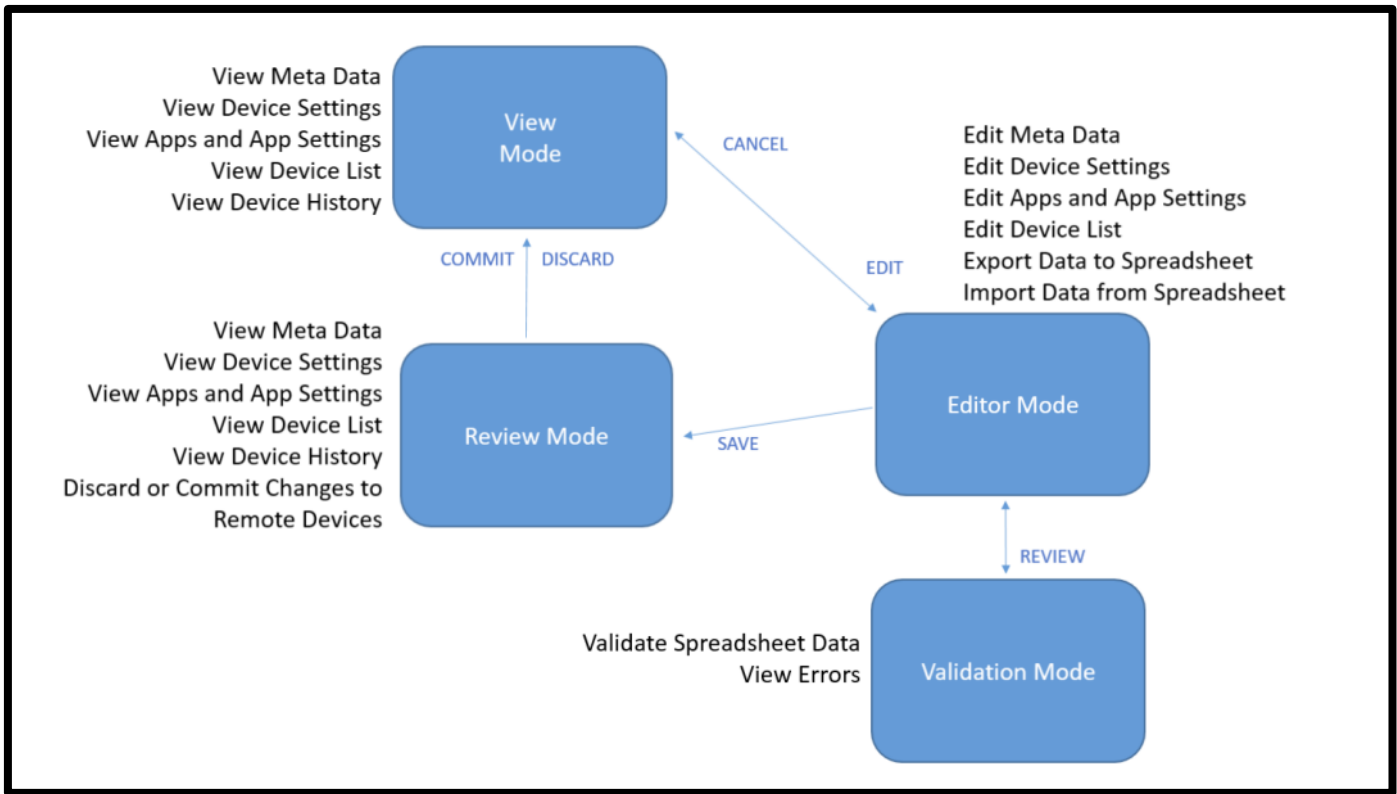 View Meta Data
View Device Settings
View Apps and App Settings
View Device List
View Device History
View
Mode
CANCEL
EDIT
Edit Meta Data
Edit Device Settings
Edit Apps and App Settings
Edit Device List
Export Data to Spreadsheet
Import Data from Spreadsheet
COMMIT
DISCARD
View Meta Data
View Device Settings
View Apps and App Settings
View Device List
View Device History
Discard or Commit Changes to
Remote Devices
Review Mode
SAVE
Editor Mode
REVIEW
Validate Spreadsheet Data
View Errors
Validation Mode